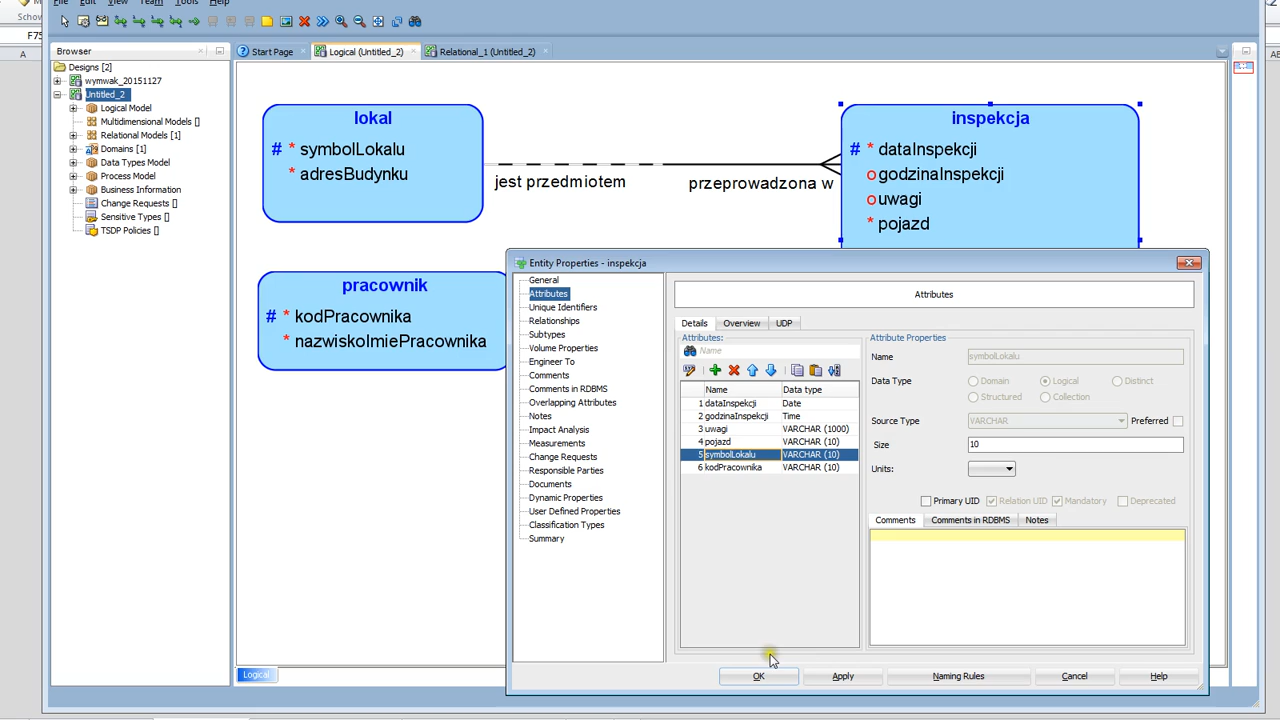 File Edit View Team Tools Help
F75
A
Browser
Designs [2]
wymwak_20151127
Untitled_2
Logical Model
Multidimensional Models []
Relational Models [1]
Domains [1]
Data Types Model
Process Model
Business Information
Change Requests []
Sensitive Types []
TSDP Policies []
Start Page
Logical (Untitled_2)
Relational_1 (Untitled_2)
lokal
# * symbolLokalu
* adresBudynku
jest przedmiotem
przeprowadzona w
inspekcja
# * dataInspekcji
o godzinaInspekcji
o uwagi
* pojazd
pracownik
# * kodPracownika
* nazwiskoImiePracownika
Logical
Entity Properties - inspekcja
General
Attributes
Unique Identifiers
Relationships
Subtypes
Volume Properties
Engineer To
Comments
Comments in RDBMS
Overlapping Attributes
Notes
Impact Analysis
Measurements
Change Requests
Responsible Parties
Documents
Dynamic Properties
User Defined Properties
Classification Types
Summary
Attributes
Details Overview UDP
Attributes:
Name
Name Data type
1 dataInspekcji Date
2 godzinaInspekcji Time
3 uwagi VARCHAR (1000)
4 pojazd VARCHAR (10)
5 symbolLokalu VARCHAR (10)
6 kodPracownika VARCHAR (10)
Attribute Properties
Name symbolLokalu
Data Type Domain Logical Distinct
Structured Collection
Source Type VARCHAR Preferred
Size 10
Units:
Primary UID Relation UID Mandatory Deprecated
Comments Comments in RDBMS Notes
OK Apply Naming Rules Cancel Help